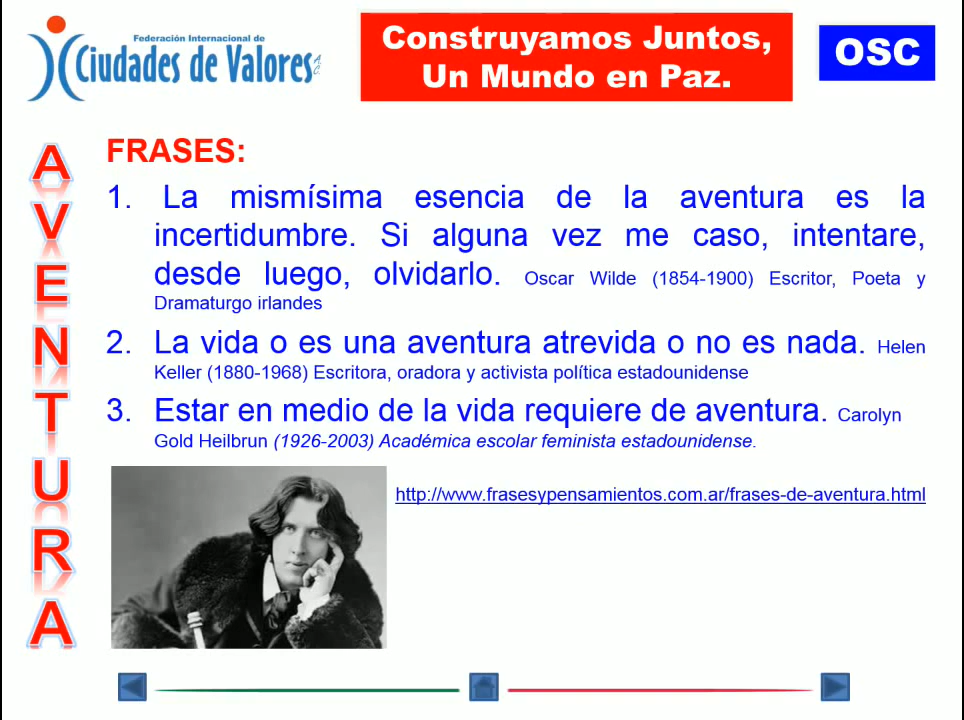 Federación Internacional de
Ciudades de Valores A.C.
Construyamos Juntos,
Un Mundo en Paz.
OSC
AVENTURA
FRASES:
1. La mismísima esencia de la aventura es la
incertidumbre. Si alguna vez me caso, intentare,
desde luego, olvidarlo. Oscar Wilde (1854-1900) Escritor, Poeta y
Dramaturgo irlandes
2. La vida o es una aventura atrevida o no es nada. Helen
Keller (1880-1968) Escritora, oradora y activista política estadounidense
3. Estar en medio de la vida requiere de aventura. Carolyn
Gold Heilbrun (1926-2003) Académica escolar feminista estadounidense.
http://www.frasesypensamientos.com.ar/frases-de-aventura.html